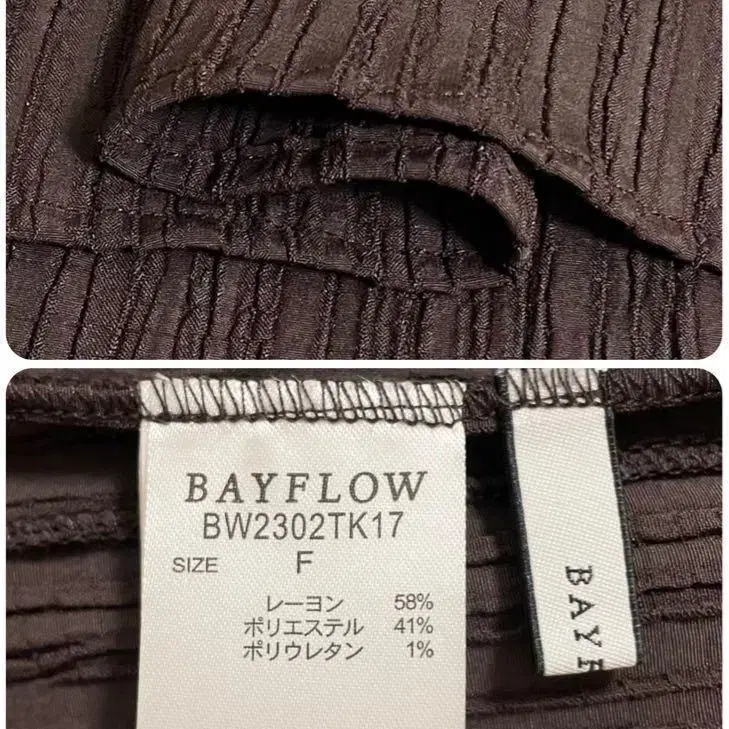 BAYFLOW
BW2302TK17
SIZE F
レーヨン 58%
ポリエステル 41%
ポリウレタン 1%
BAYF